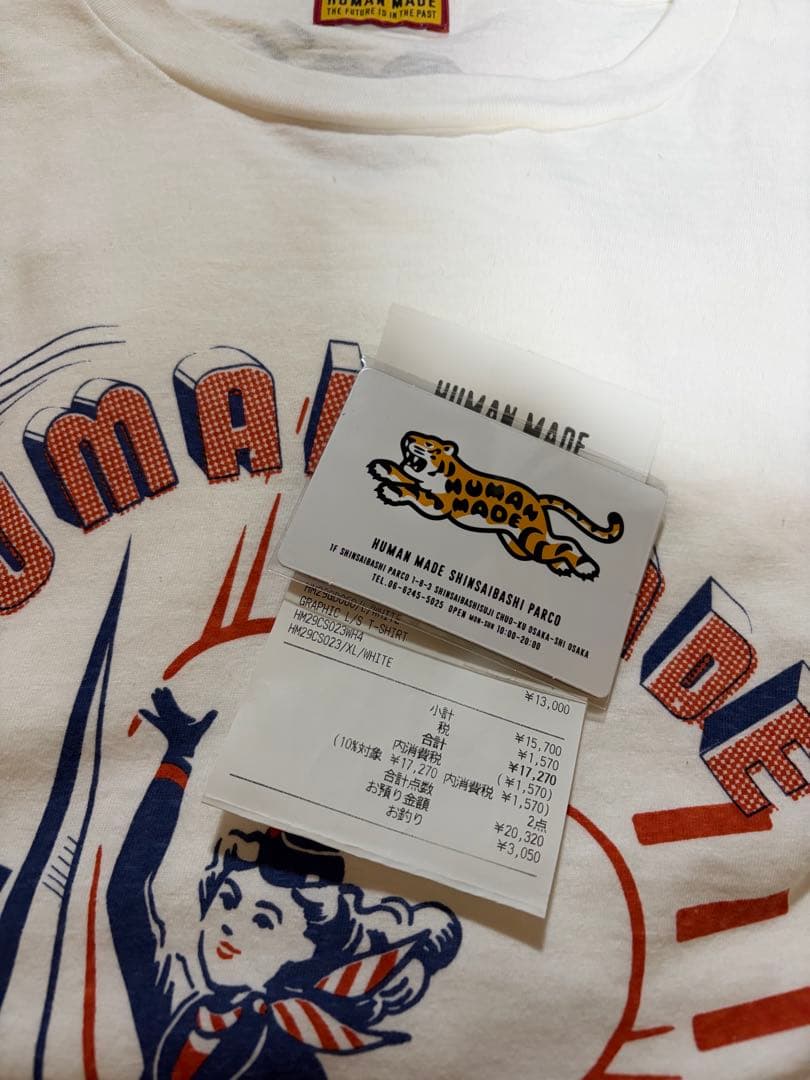 HUMAN MADE
THE FUTURE IS IN THE PAST
UMAN MADE
HUMAN MADE
HUMAN
MADE
HUMAN MADE SHINSAIBASHI PARCO
1F SHINSAIBASHI PARCO 1-8-3 SHINSAIBASHISUJI CHUO-KU OSAKA-SHI OSAKA
TEL.06-6245-5025 OPEN MON-SUN 10:00-20:00
GRAPHIC L/S T-SHIRT
HM29CS023WH4
HM29CS023/XL/WHITE
¥13,000
小計 ¥15,700
税 ¥1,570
合計 ¥17,270
内消費税 (¥1,570)
(10%対象 ¥17,270 内消費税 ¥1,570)
合計点数 2点
お預り金額 ¥20,320
お釣り ¥3,050